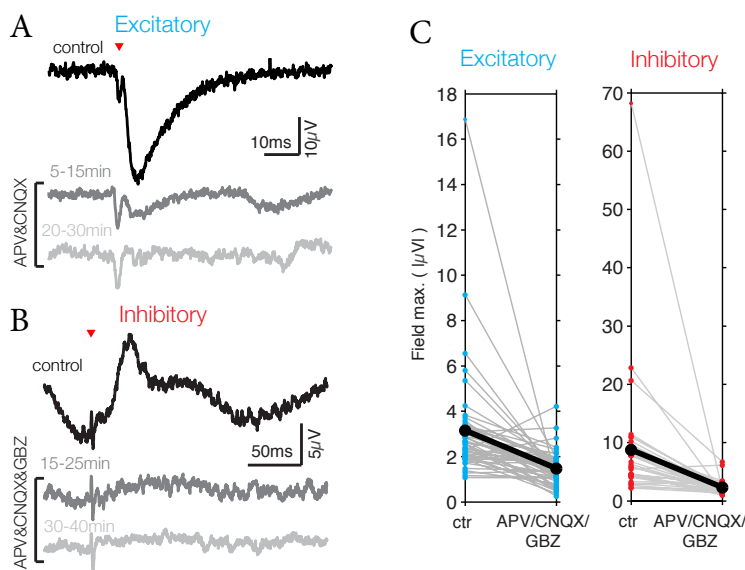 A
Excitatory
control
10ms
10µV
5-15min
20-30min
APV&CNQX
B
Inhibitory
control
50ms
5µV
15-25min
30-40min
APV&CNQX&GBZ
C
Excitatory
Inhibitory
Field max. ( IµVI )
18
16
14
12
10
8
6
4
2
0
ctr
APV/CNQX/
GBZ
70
60
50
40
30
20
10
0
ctr
APV/CNQX/
GBZ